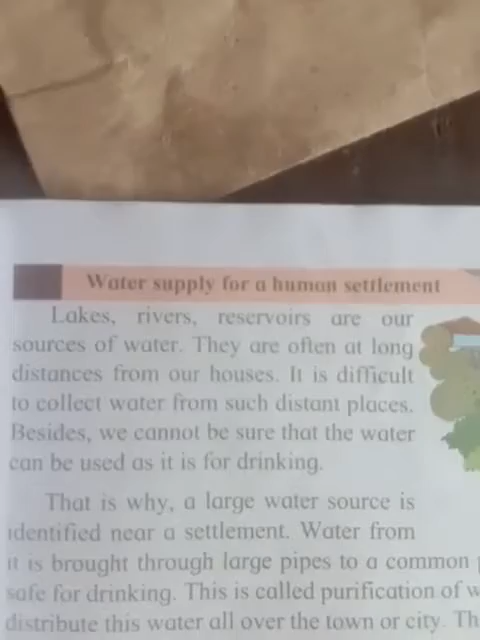 Water supply for a human settlement
Lakes, rivers, reservoirs are our
sources of water. They are often at long
distances from our houses. It is difficult
to collect water from such distant places.
Besides, we cannot be sure that the water
can be used as it is for drinking.
That is why, a large water source is
identified near a settlement. Water from
it is brought through large pipes to a common
safe for drinking. This is called purification of
distribute this water all over the town or city.